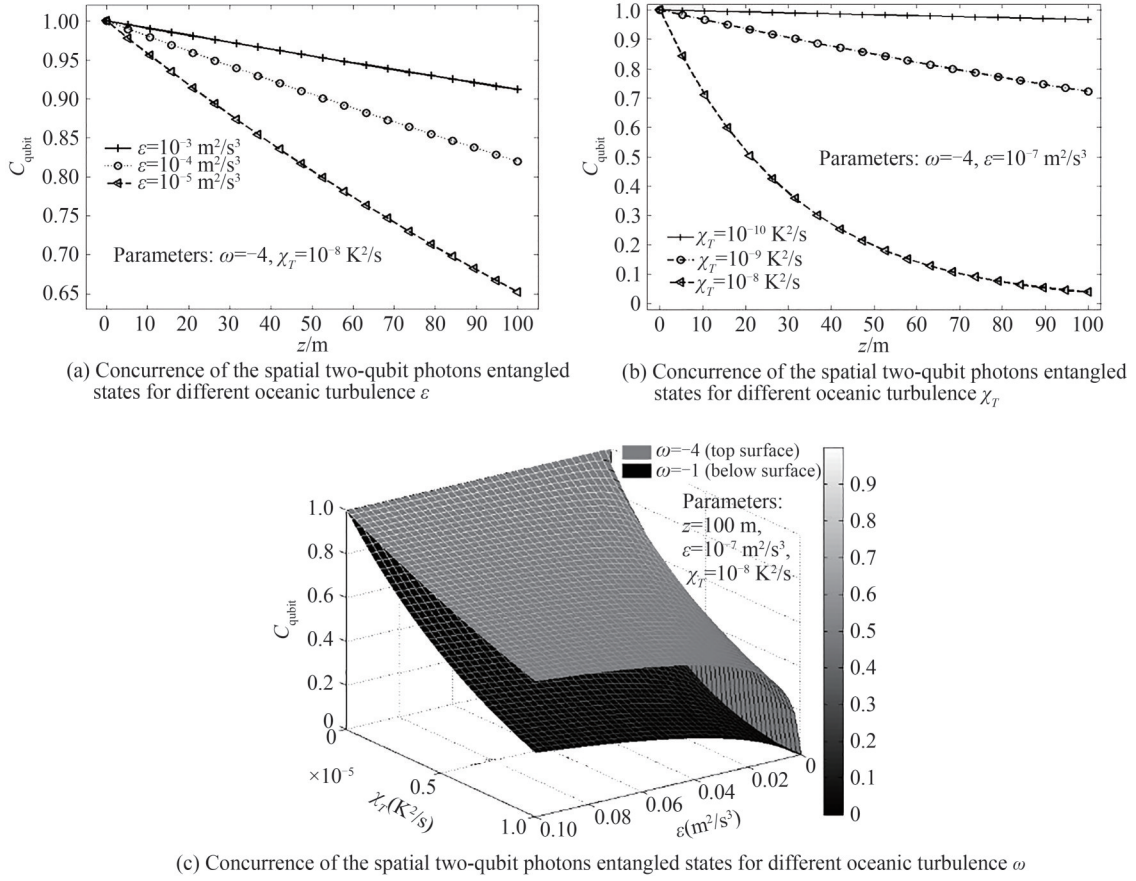 1.00
0.95
0.90
0.85
0.80
0.75
0.70
0.65
C_qubit
ε=10⁻³ m²/s³
ε=10⁻⁴ m²/s³
ε=10⁻⁵ m²/s³
Parameters: ω=−4, χ_T=10⁻⁸ K²/s
0 10 20 30 40 50 60 70 80 90 100
z/m
(a) Concurrence of the spatial two-qubit photons entangled
states for different oceanic turbulence ε
1.0
0.9
0.8
0.7
0.6
0.5
0.4
0.3
0.2
0.1
0
C_qubit
Parameters: ω=−4, ε=10⁻⁷ m²/s³
χ_T=10⁻¹⁰ K²/s
χ_T=10⁻⁹ K²/s
χ_T=10⁻⁸ K²/s
0 10 20 30 40 50 60 70 80 90 100
z/m
(b) Concurrence of the spatial two-qubit photons entangled
states for different oceanic turbulence χ_T
ω=−4 (top surface)
ω=−1 (below surface)
Parameters:
z=100 m,
ε=10⁻⁷ m²/s³,
χ_T=10⁻⁸ K²/s
1.0
0.8
0.6
0.4
0.2
0
C_qubit
0
×10⁻⁵
0.5
1.0
χ_T(K²/s)
0.10
0.08
0.06
0.04
0.02
0
ε(m²/s³)
0.9
0.8
0.7
0.6
0.5
0.4
0.3
0.2
0.1
0
(c) Concurrence of the spatial two-qubit photons entangled states for different oceanic turbulence ω